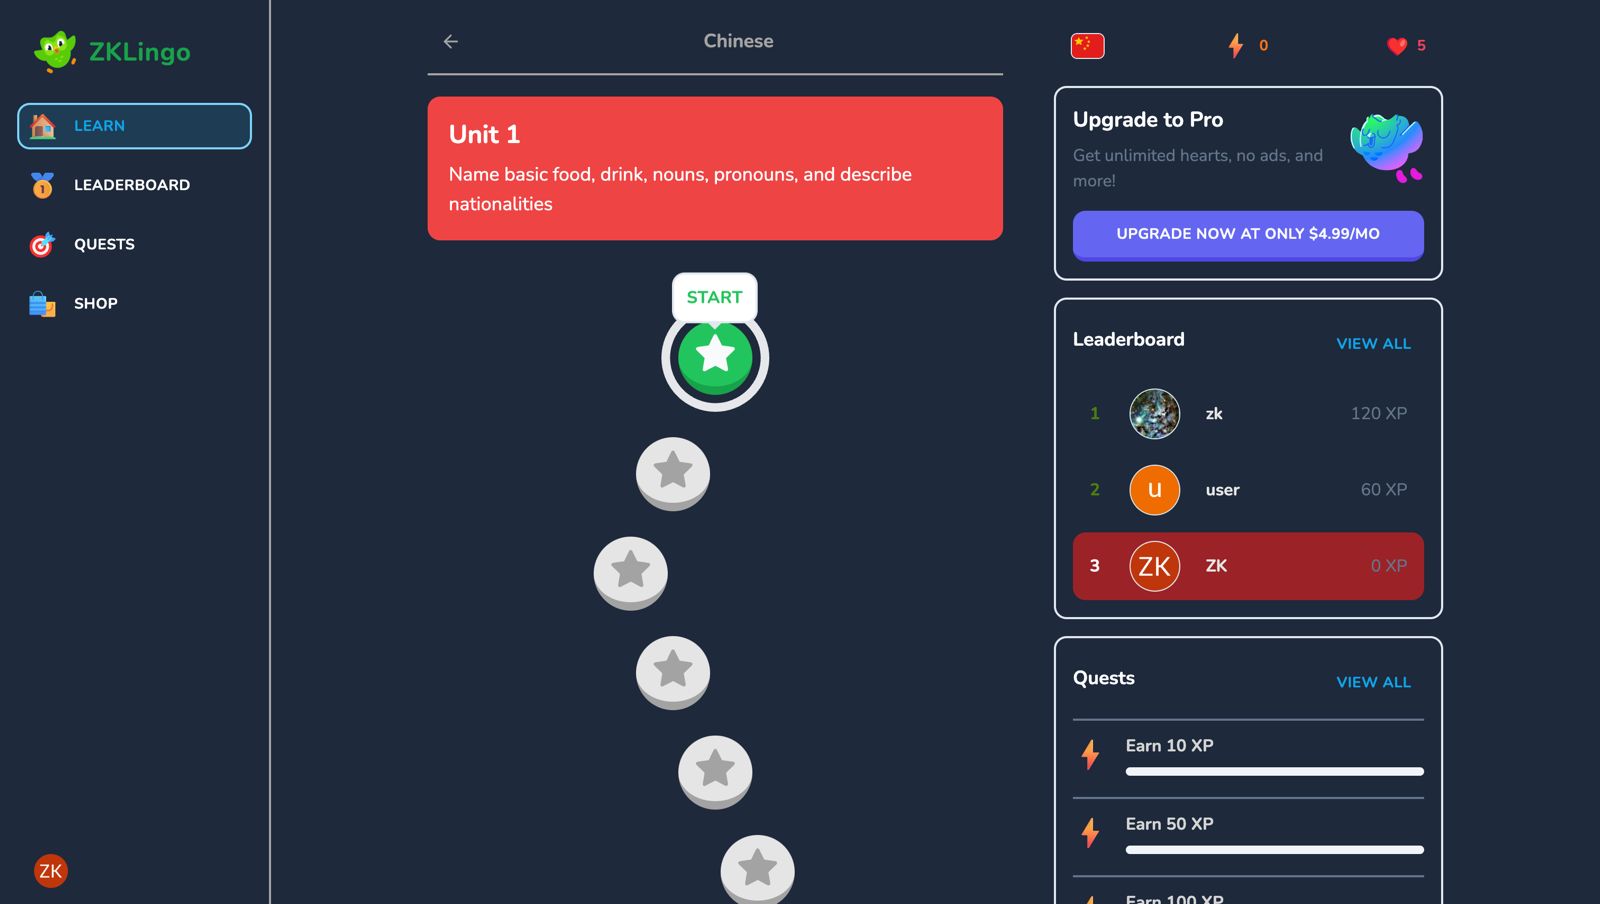 ZKLingo
LEARN
LEADERBOARD
QUESTS
SHOP
ZK
Chinese
Unit 1
Name basic food, drink, nouns, pronouns, and describe
nationalities
START
0
5
Upgrade to Pro
Get unlimited hearts, no ads, and
more!
UPGRADE NOW AT ONLY $4.99/MO
Leaderboard
VIEW ALL
1 zk 120 XP
2 u user 60 XP
3 ZK ZK 0 XP
Quests
VIEW ALL
Earn 10 XP
Earn 50 XP
Earn 100 XP